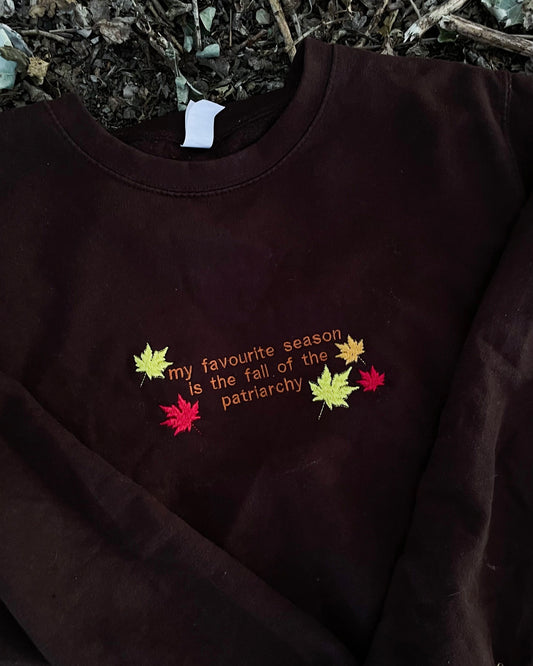 my favourite season
is the fall of the
patriarchy